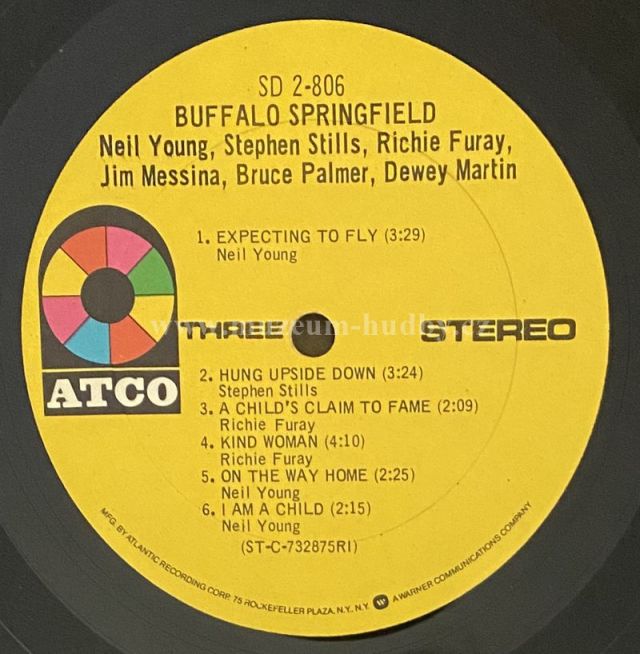 SD 2-806
BUFFALO SPRINGFIELD
Neil Young, Stephen Stills, Richie Furay,
Jim Messina, Bruce Palmer, Dewey Martin
1. EXPECTING TO FLY (3:29)
Neil Young
www.muzeum-hudby.cz
THREE STEREO
ATCO
2. HUNG UPSIDE DOWN (3:24)
Stephen Stills
3. A CHILD'S CLAIM TO FAME (2:09)
Richie Furay
4. KIND WOMAN (4:10)
Richie Furay
5. ON THE WAY HOME (2:25)
Neil Young
6. I AM A CHILD (2:15)
Neil Young
(ST-C-732875RI)
MFG. BY ATLANTIC RECORDING CORP. 75 ROCKEFELLER PLAZA. N.Y. N.Y. W A WARNER COMMUNICATIONS COMPANY